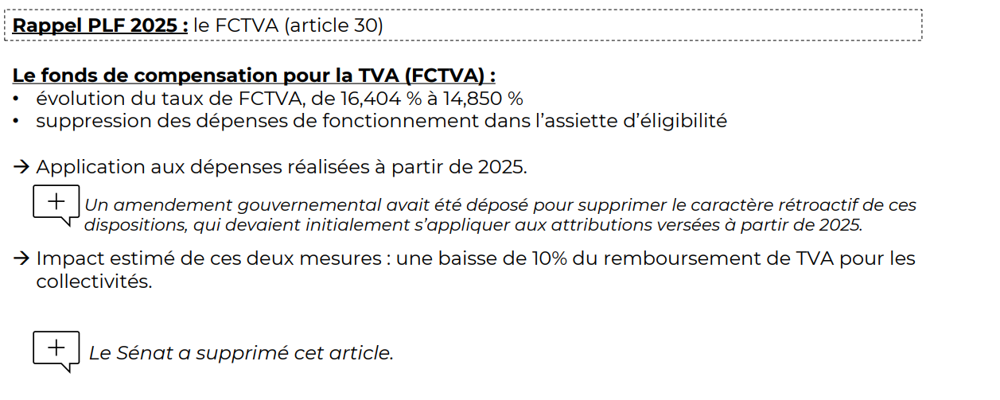 Rappel PLF 2025 : le FCTVA (article 30)
Le fonds de compensation pour la TVA (FCTVA) :
• évolution du taux de FCTVA, de 16,404 % à 14,850 %
• suppression des dépenses de fonctionnement dans l’assiette d’éligibilité
→ Application aux dépenses réalisées à partir de 2025.
Un amendement gouvernemental avait été déposé pour supprimer le caractère rétroactif de ces
dispositions, qui devaient initialement s’appliquer aux attributions versées à partir de 2025.
→ Impact estimé de ces deux mesures : une baisse de 10% du remboursement de TVA pour les
collectivités.
Le Sénat a supprimé cet article.